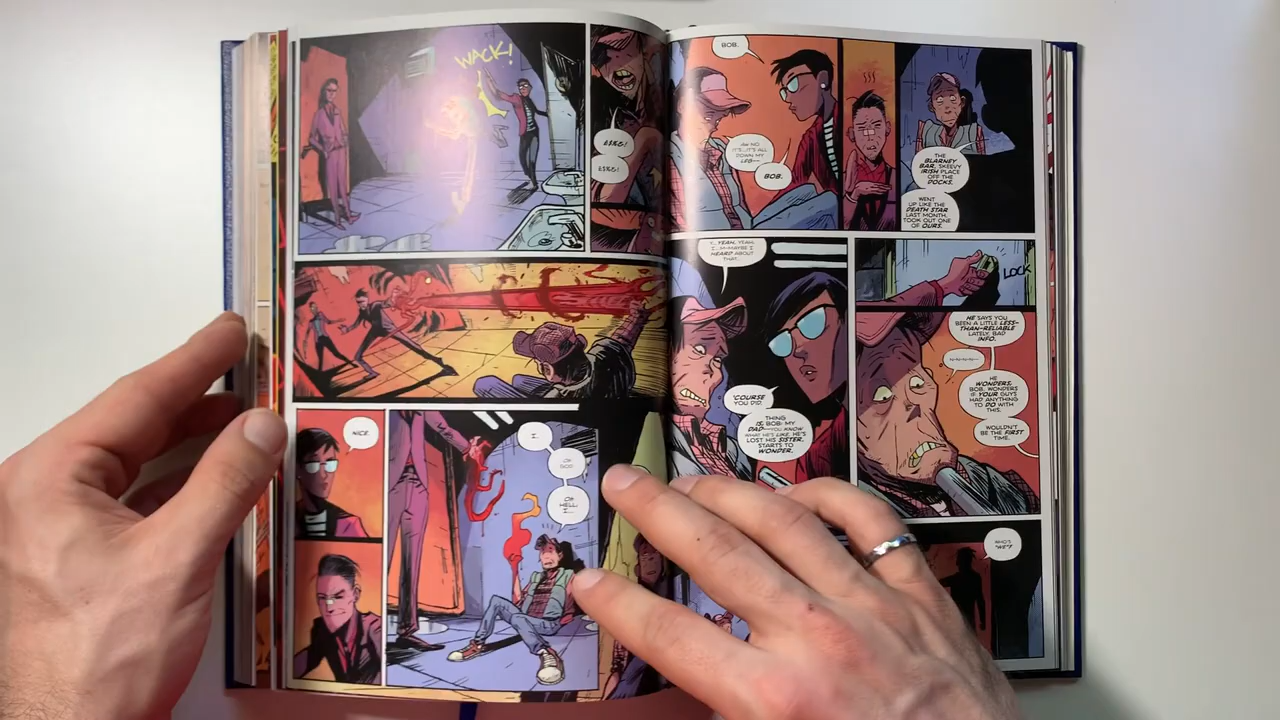 WACK!
£$%&!
£$%&!
NICE.
I.
OH
GOD.
OH
HELL,
I...
BOB.
AW NO.
IT'S...IT'S ALL
DOWN MY
LEG—
BOB.
THE
BLARNEY
BAR, SKEEVY
IRISH PLACE
OFF THE
DOCKS.
WENT
UP LIKE THE
DEATH STAR
LAST MONTH.
TOOK OUT ONE
OF OURS.
Y...YEAH, YEAH.
I...M-MAYBE I
HEARD ABOUT
THAT...
'COURSE
YOU DID.
THING
IS, BOB: MY
DAD—YOU KNOW
WHAT HE'S LIKE, HE'S
LOST HIS SISTER,
STARTS TO
WONDER.
LOCK
HE SAYS YOU
BEEN A LITTLE LESS-
THAN-RELIABLE
LATELY. BAD
INFO.
HE
WONDERS,
BOB. WONDERS
IF YOUR GUYS
HAD ANYTHING
TO DO WITH
THIS.
WOULDN'T
BE THE FIRST
TIME.
WHO'S
"WE"?